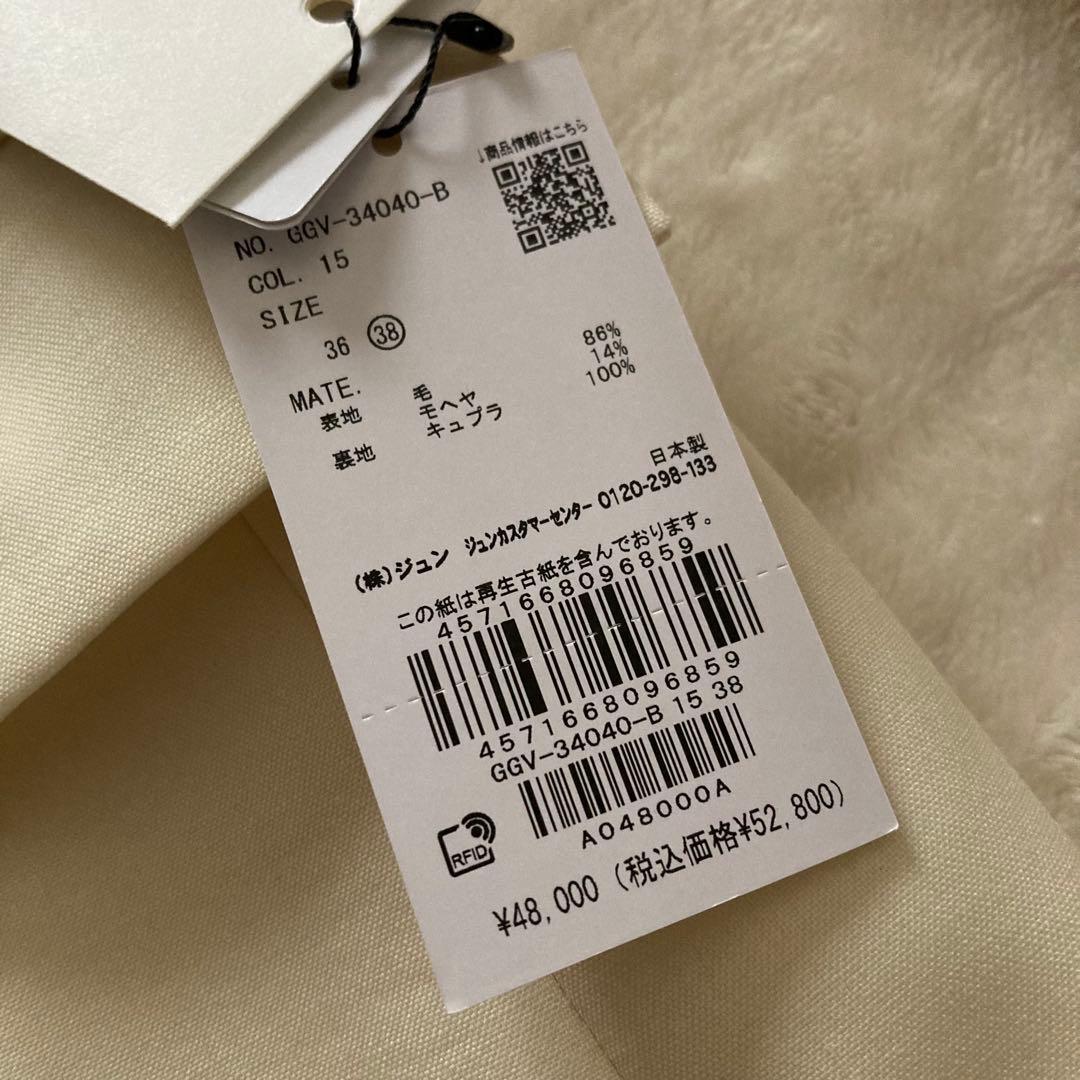 ↓商品情報はこちら
NO. GGV-34040-B
COL. 15
SIZE
36 38
MATE.
表地 毛 86%
モヘヤ 14%
裏地 キュプラ 100%
日本製
(株)ジュン ジュンカスタマーセンター 0120-298-133
この紙は再生古紙を含んでおります。
4571668096859
4571668096859
GGV-34040-B 15 38
A048000A
RFID
¥48,000 (税込価格¥52,800)